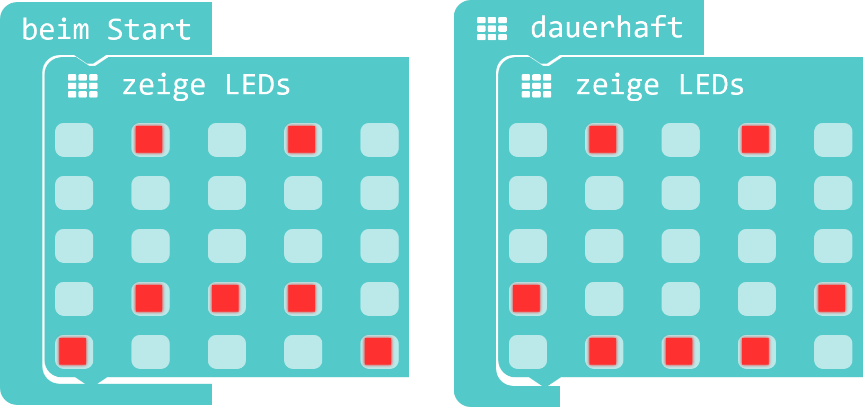 beim Start
zeige LEDs
dauerhaft
zeige LEDs